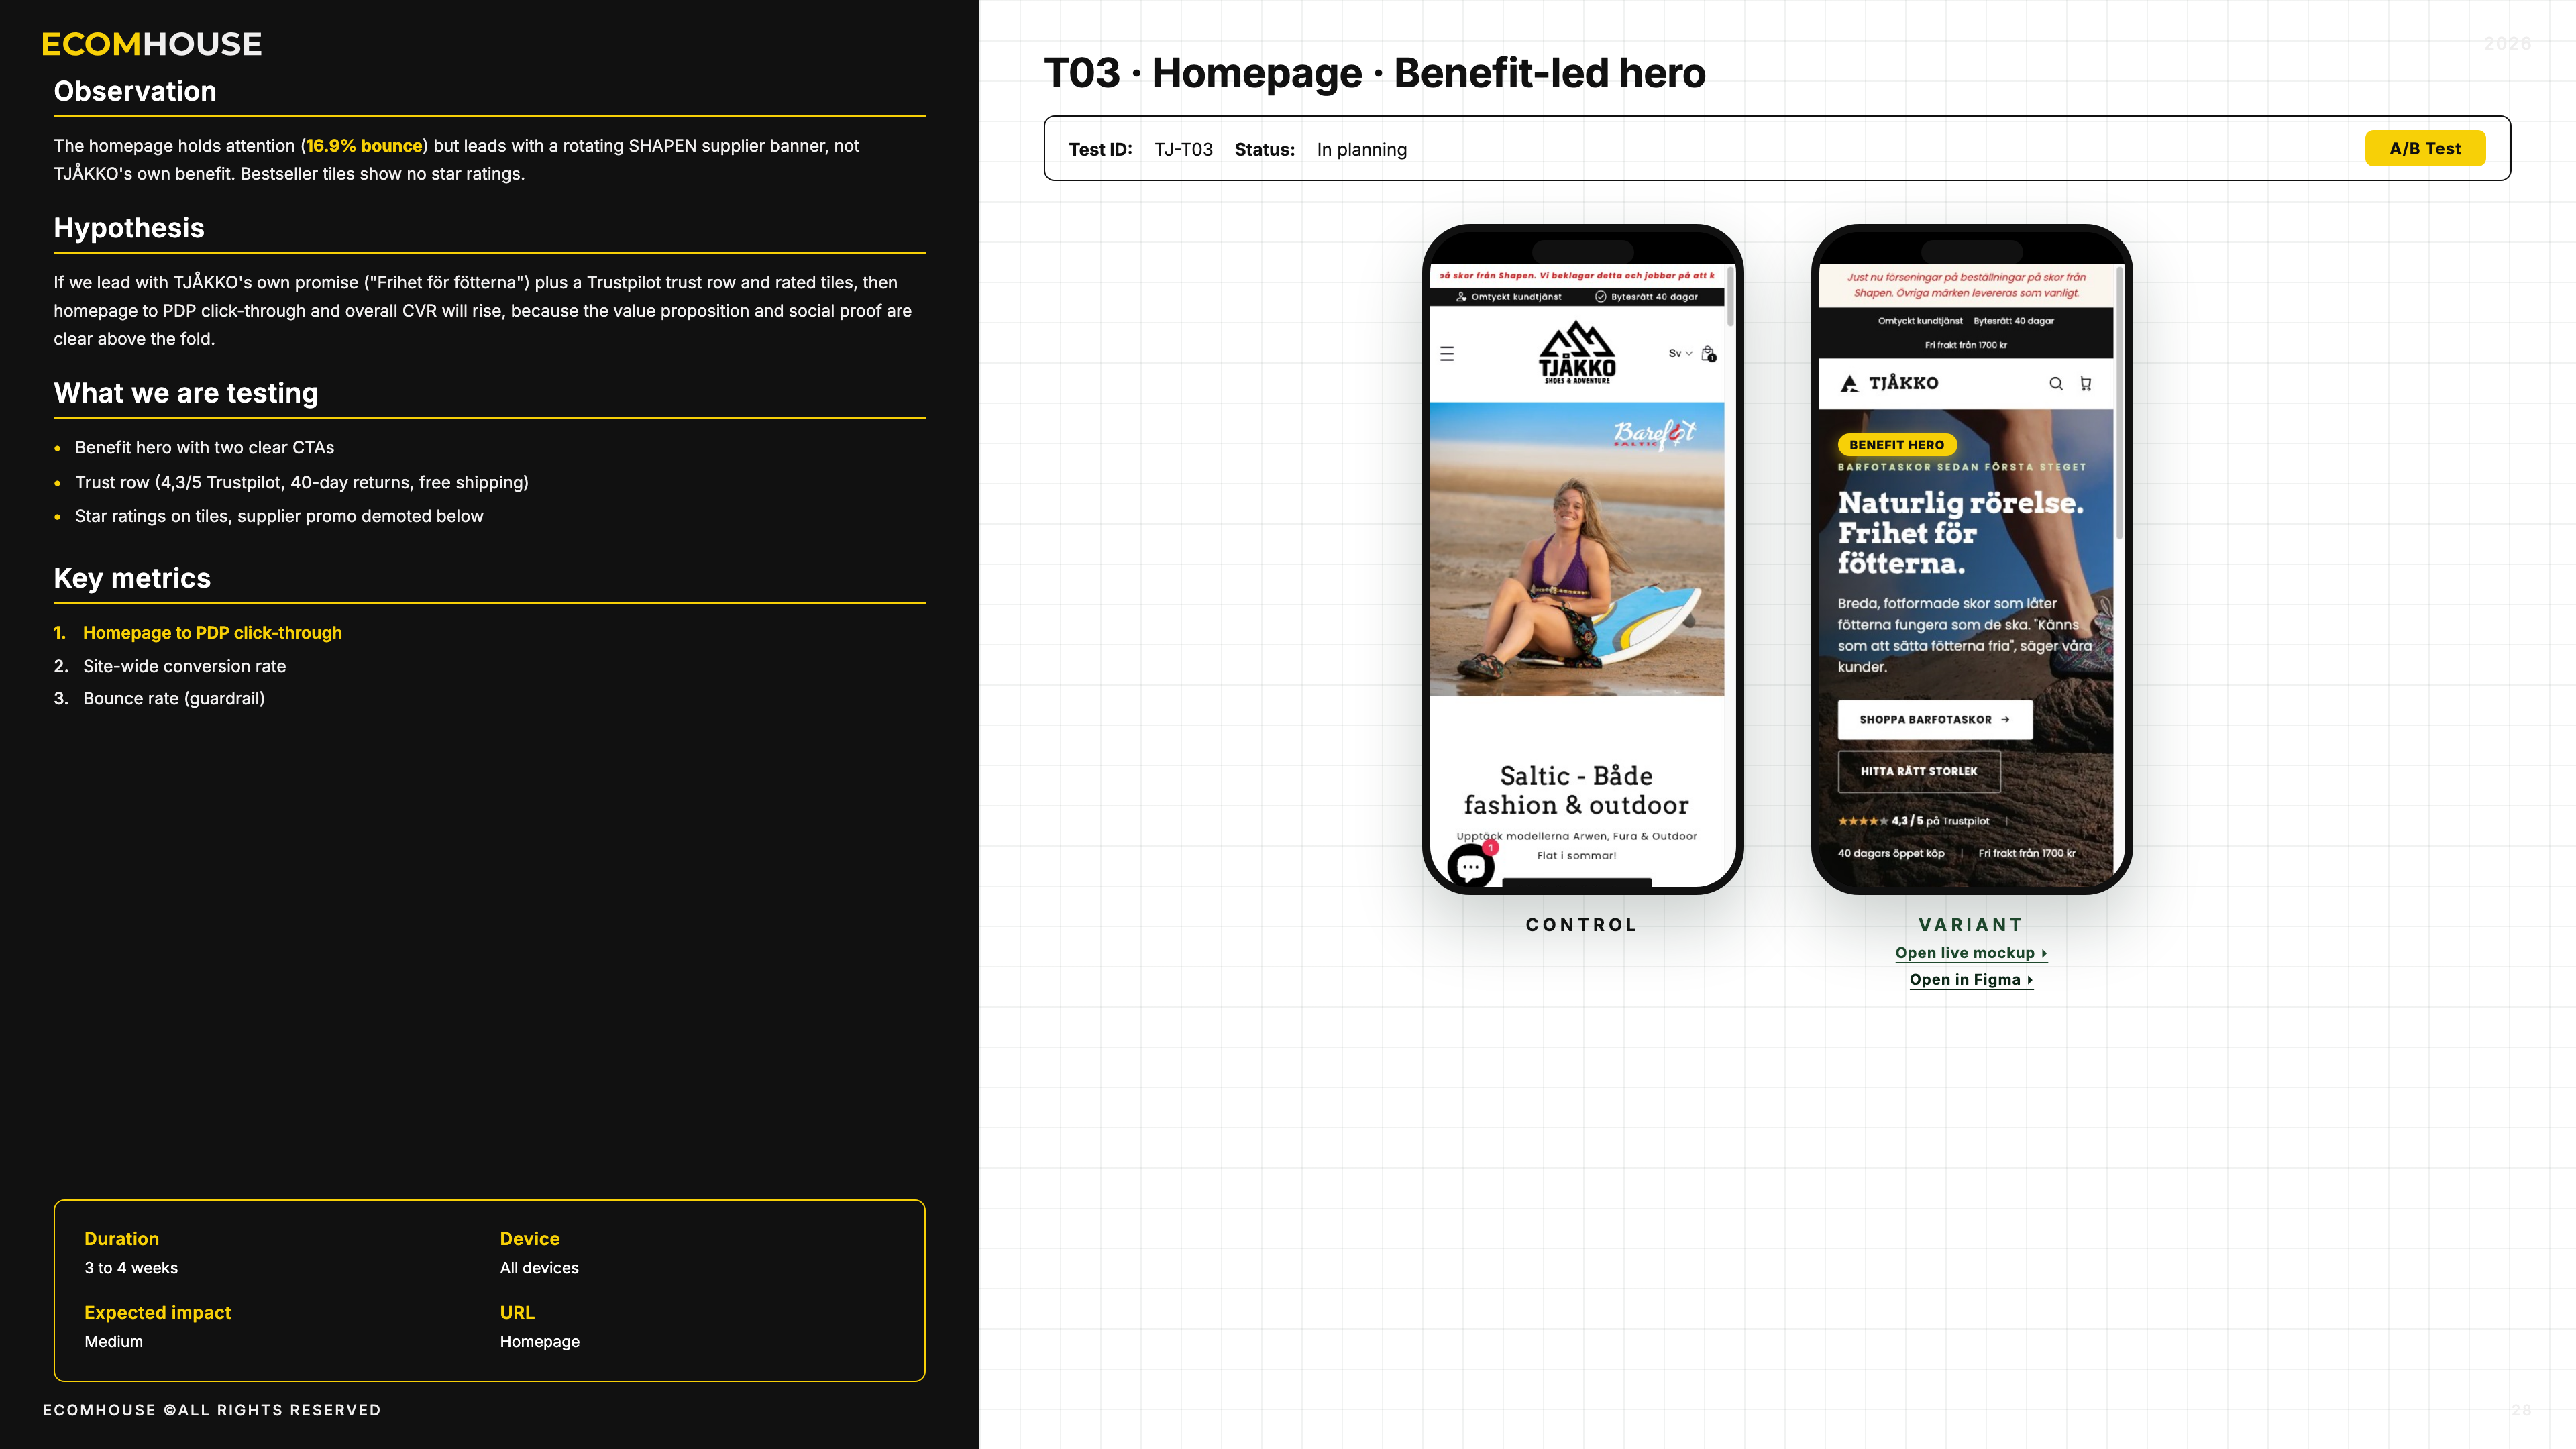 ECOMHOUSE
Observation
The homepage holds attention (16.9% bounce) but leads with a rotating SHAPEN supplier banner, not
TJÅKKO's own benefit. Bestseller tiles show no star ratings.
Hypothesis
If we lead with TJÅKKO's own promise ("Frihet för fötterna") plus a Trustpilot trust row and rated tiles, then
homepage to PDP click-through and overall CVR will rise, because the value proposition and social proof are
clear above the fold.
What we are testing
• Benefit hero with two clear CTAs
• Trust row (4,3/5 Trustpilot, 40-day returns, free shipping)
• Star ratings on tiles, supplier promo demoted below
Key metrics
1. Homepage to PDP click-through
2. Site-wide conversion rate
3. Bounce rate (guardrail)
Duration
3 to 4 weeks
Device
All devices
Expected impact
Medium
URL
Homepage
ECOMHOUSE ©ALL RIGHTS RESERVED
2026
T03 · Homepage · Benefit-led hero
Test ID: TJ-T03 Status: In planning
A/B Test
på skor från Shapen. Vi beklagar detta och jobbar på att k
Omtyckt kundtjänst Bytesrätt 40 dagar
TJÅKKO
SHOES & ADVENTURE
Sv
1
Barefoot
SALTIC
Saltic - Både
fashion & outdoor
Upptäck modellerna Arwen, Fura & Outdoor
Flat i sommar!
1
CONTROL
Just nu förseningar på beställningar på skor från
Shapen. Övriga märken levereras som vanligt.
Omtyckt kundtjänst Bytesrätt 40 dagar
Fri frakt från 1700 kr
TJÅKKO
BENEFIT HERO
BARFOTASKOR SEDAN FÖRSTA STEGET
Naturlig rörelse.
Frihet för
fötterna.
Breda, fotformade skor som låter
fötterna fungera som de ska. "Känns
som att sätta fötterna fria", säger våra
kunder.
SHOPPA BARFOTASKOR →
HITTA RÄTT STORLEK
★★★★★ 4,3 / 5 på Trustpilot |
40 dagars öppet köp | Fri frakt från 1700 kr
VARIANT
Open live mockup
Open in Figma
28